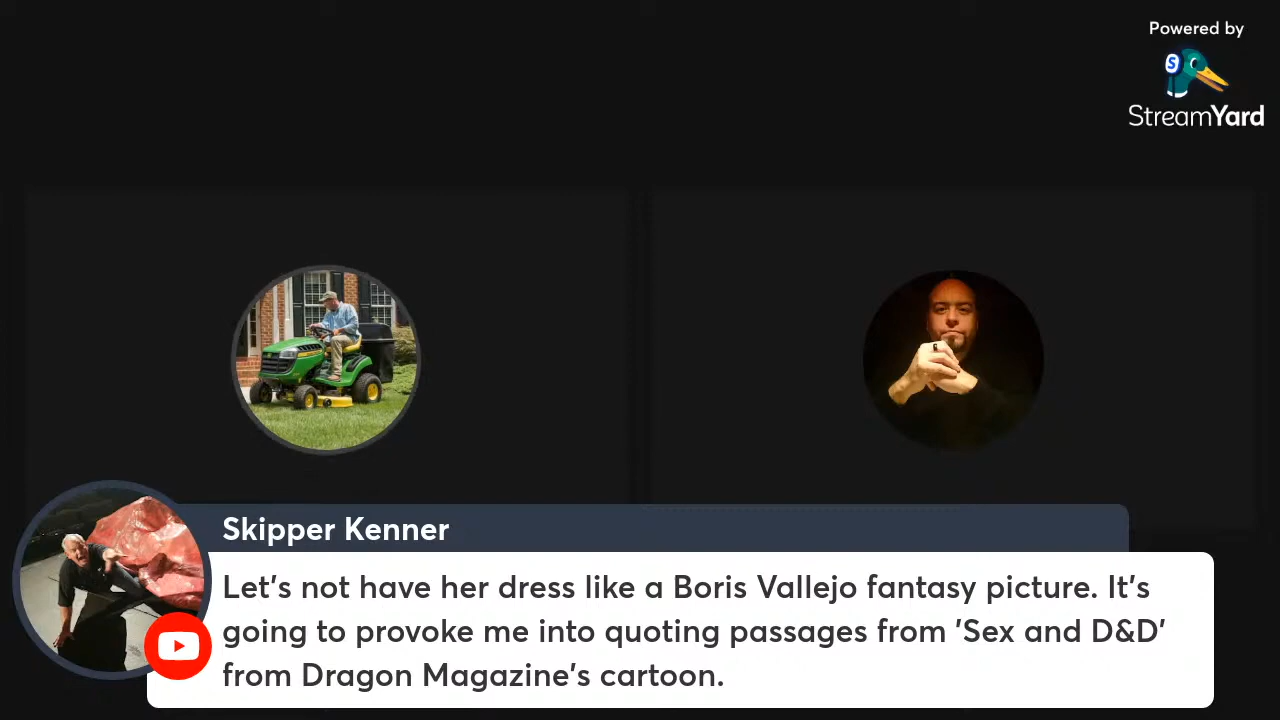 Powered by
S
StreamYard
Skipper Kenner
Let's not have her dress like a Boris Vallejo fantasy picture. It's
going to provoke me into quoting passages from 'Sex and D&D'
from Dragon Magazine's cartoon.